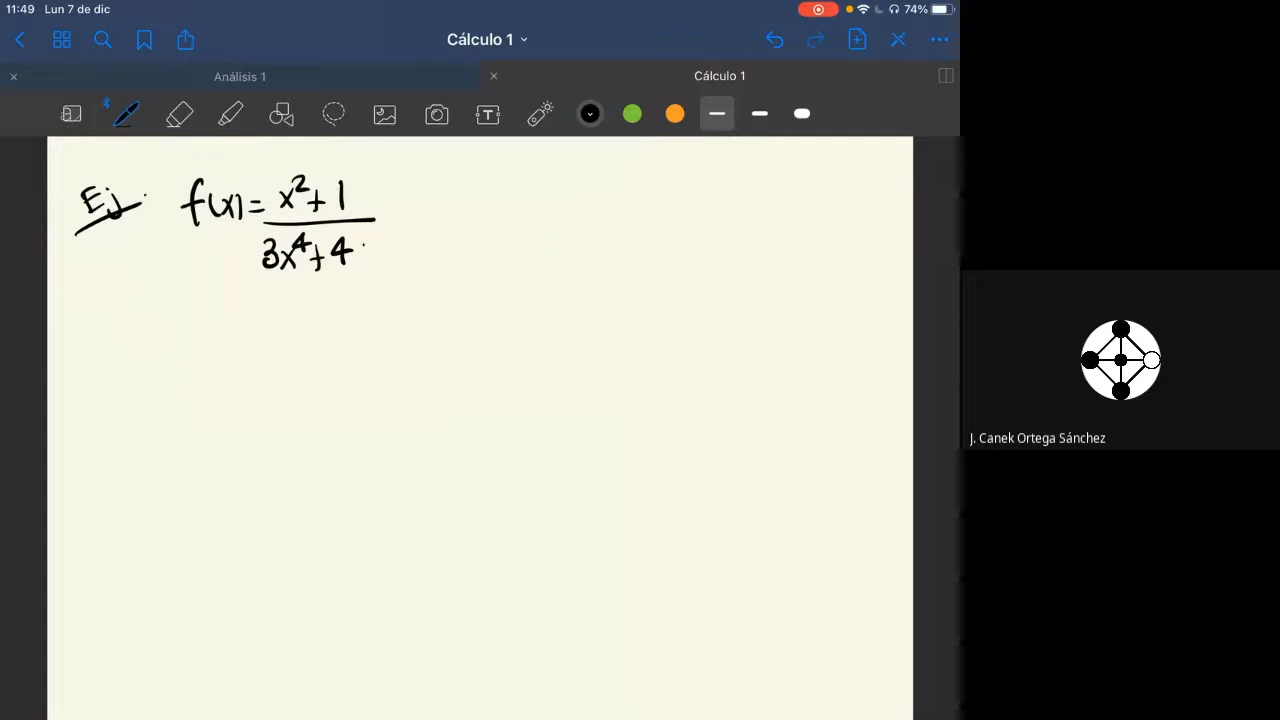 11:49 Lun 7 de dic
74%
Cálculo 1
Análisis 1
Cálculo 1
T
Ej. f(x) = x² + 1
3x⁴ + 4
J. Canek Ortega Sánchez